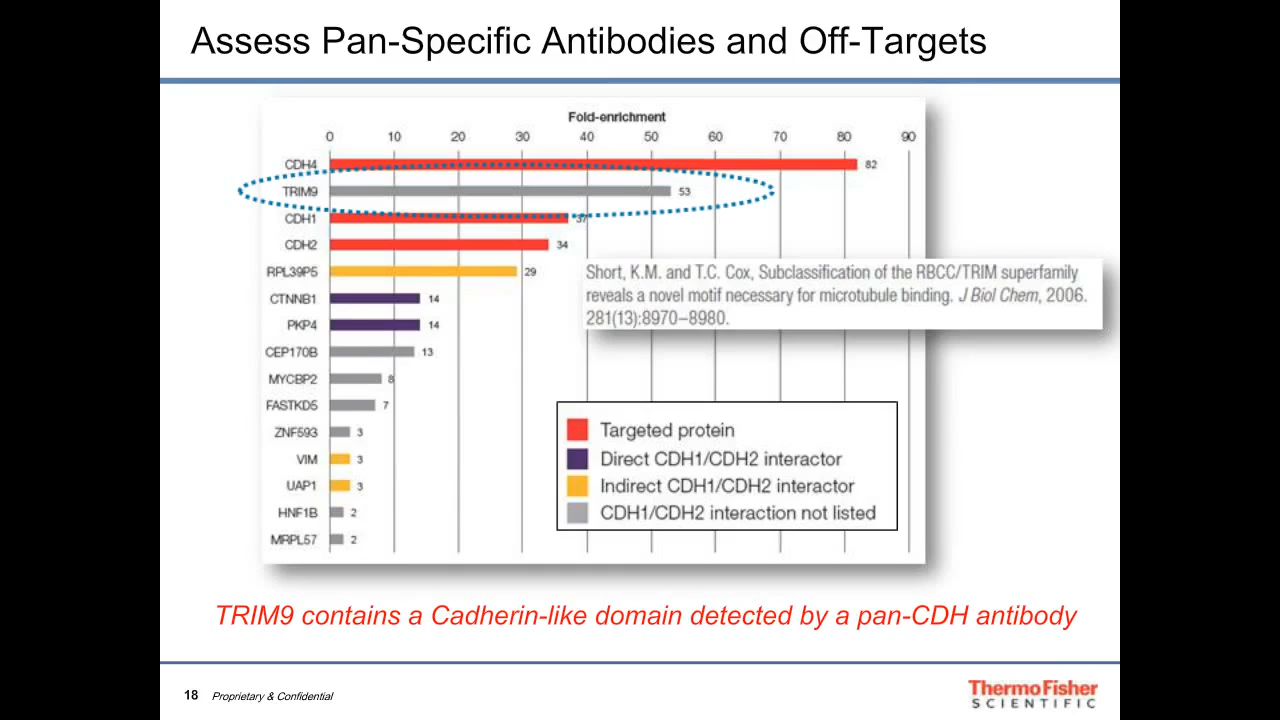 Assess Pan-Specific Antibodies and Off-Targets
Fold-enrichment
0 10 20 30 40 50 60 70 80 90
CDH4 82
TRIM9 53
CDH1 37
CDH2 34
RPL39P5 29
CTNNB1 14
PKP4 14
CEP170B 13
MYCBP2 8
FASTKD5 7
ZNF593 3
VIM 3
UAP1 3
HNF1B 2
MRPL57 2
Short, K.M. and T.C. Cox, Subclassification of the RBCC/TRIM superfamily
reveals a novel motif necessary for microtubule binding. J Biol Chem, 2006.
281(13):8970–8980.
Targeted protein
Direct CDH1/CDH2 interactor
Indirect CDH1/CDH2 interactor
CDH1/CDH2 interaction not listed
TRIM9 contains a Cadherin-like domain detected by a pan-CDH antibody
18 Proprietary & Confidential
ThermoFisher
SCIENTIFIC